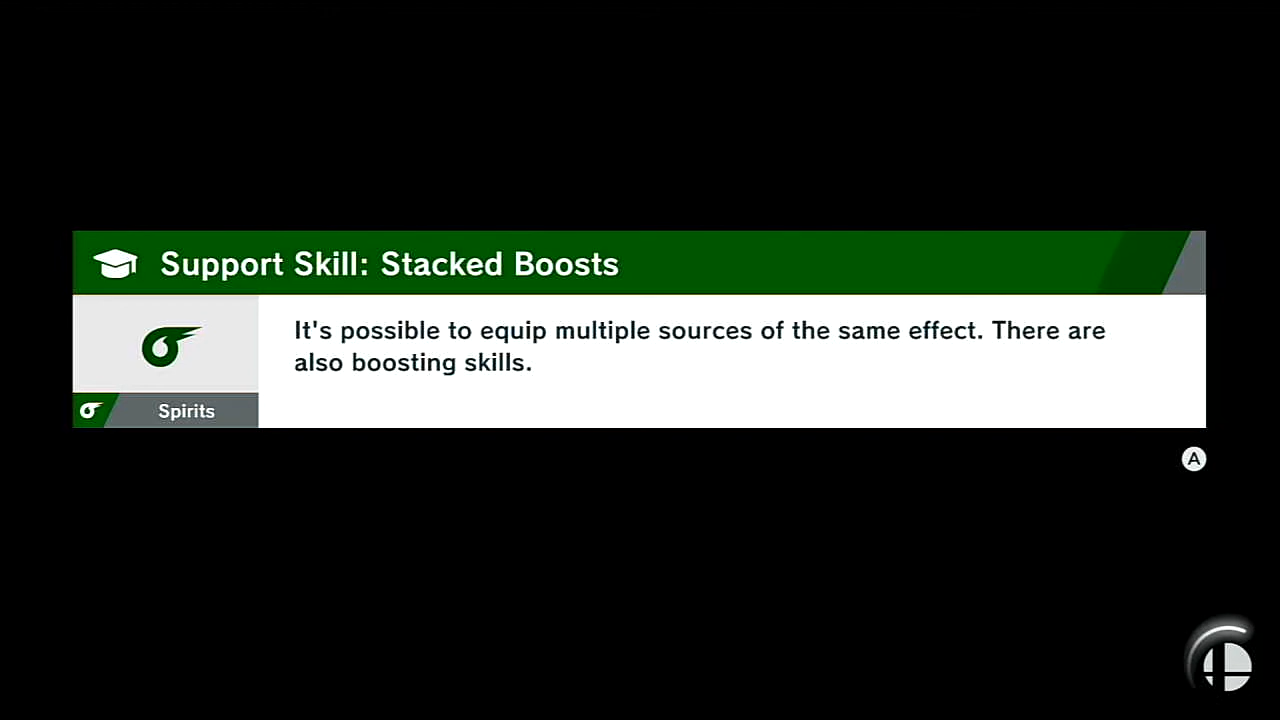 Support Skill: Stacked Boosts
It's possible to equip multiple sources of the same effect. There are
also boosting skills.
Spirits
A